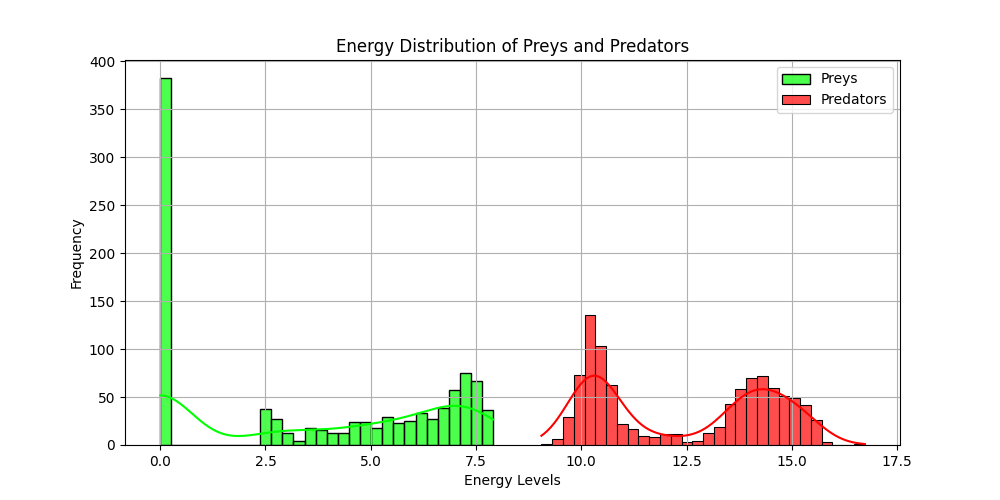 Energy Distribution of Preys and Predators
400
350
300
250
200
150
100
50
0
Frequency
Preys
Predators
0.0 2.5 5.0 7.5 10.0 12.5 15.0 17.5
Energy Levels